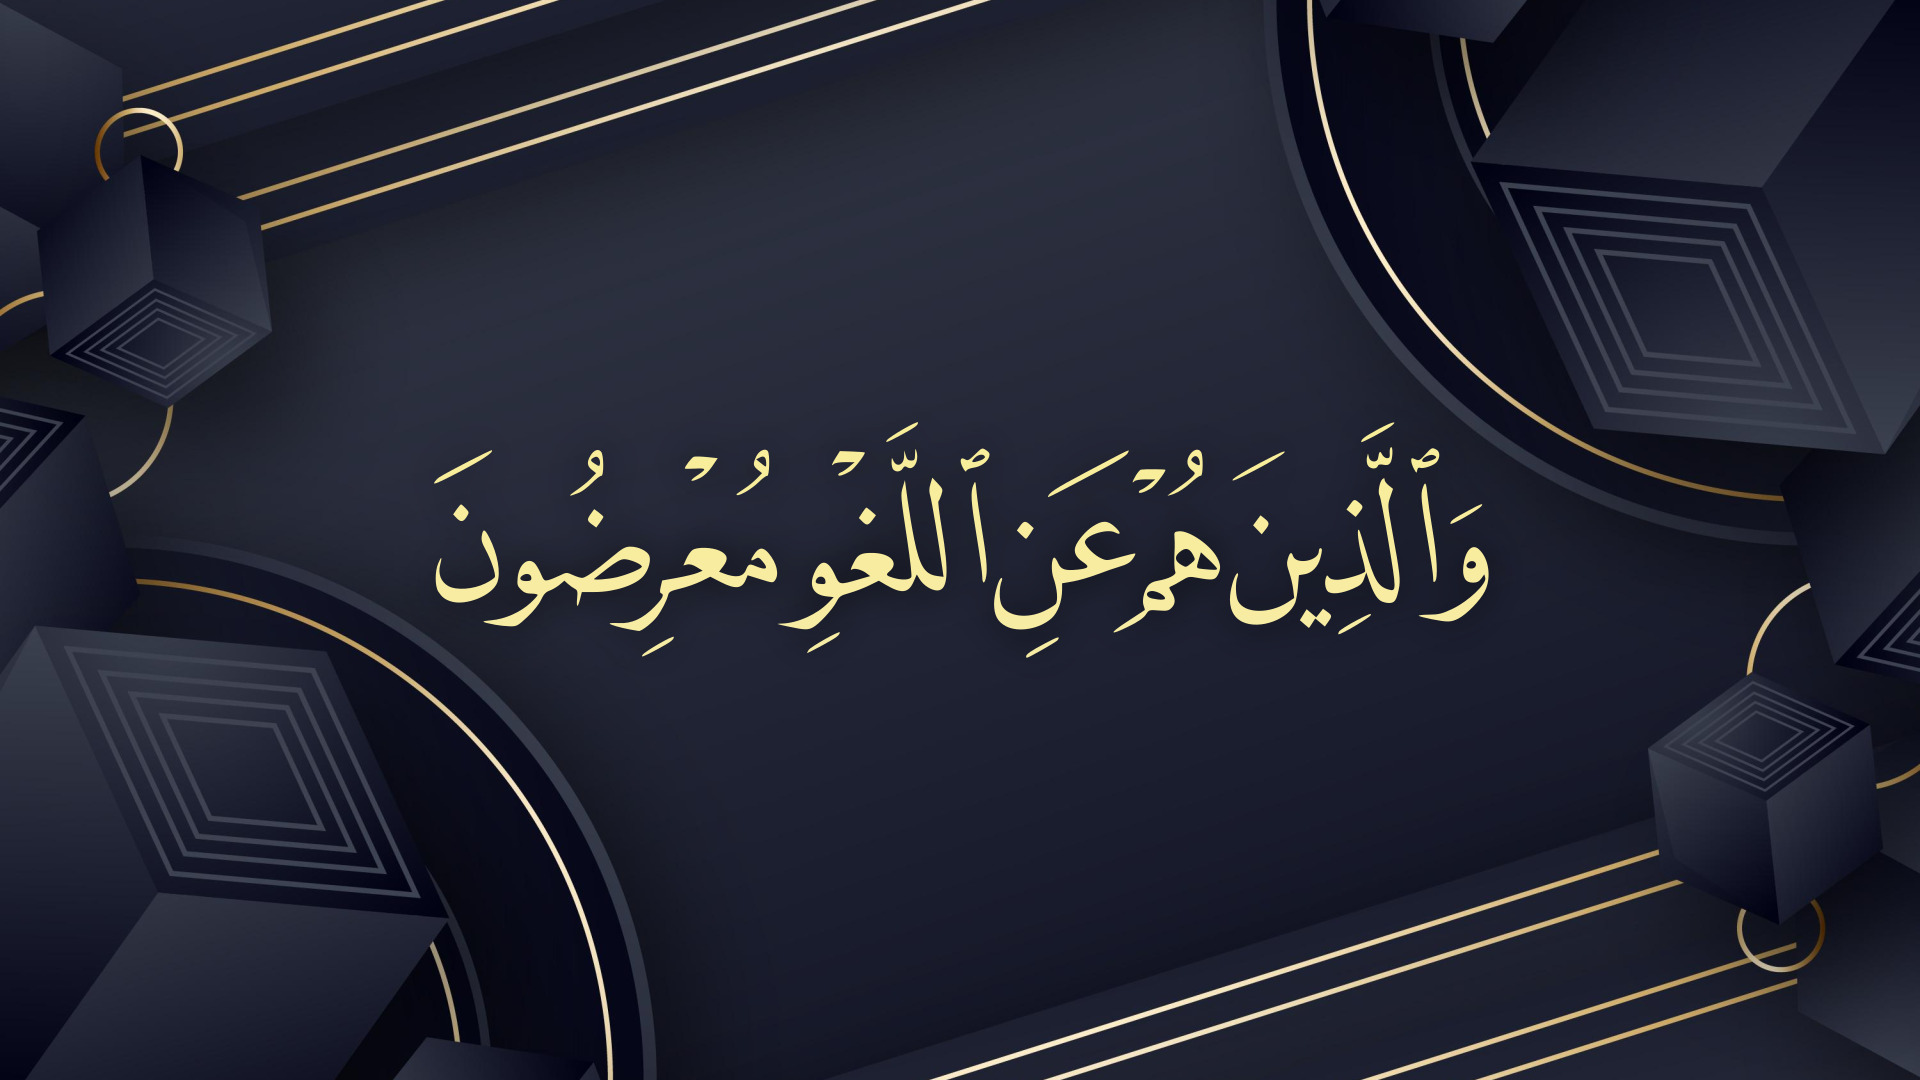 وَٱلَّذِينَ هُمْ عَنِ ٱللَّغْوِ مُعْرِضُونَ